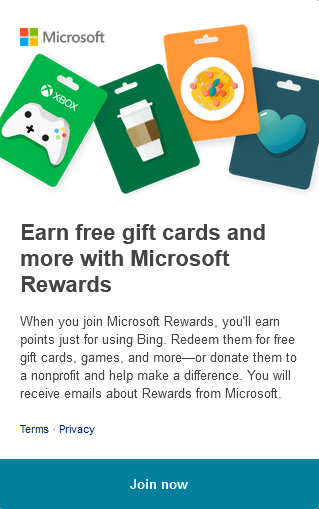 Microsoft
XBOX
Earn free gift cards and
more with Microsoft
Rewards
When you join Microsoft Rewards, you'll earn
points just for using Bing. Redeem them for free
gift cards, games, and more—or donate them to
a nonprofit and help make a difference. You will
receive emails about Rewards from Microsoft.
Terms · Privacy
Join now